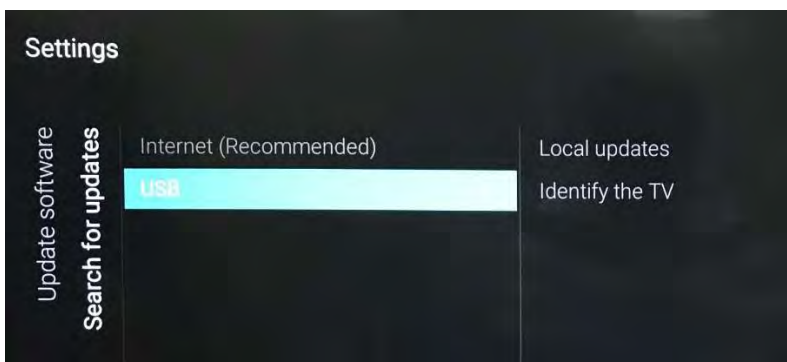 Settings
Update software
Search for updates
Internet (Recommended)
USB
Local updates
Identify the TV